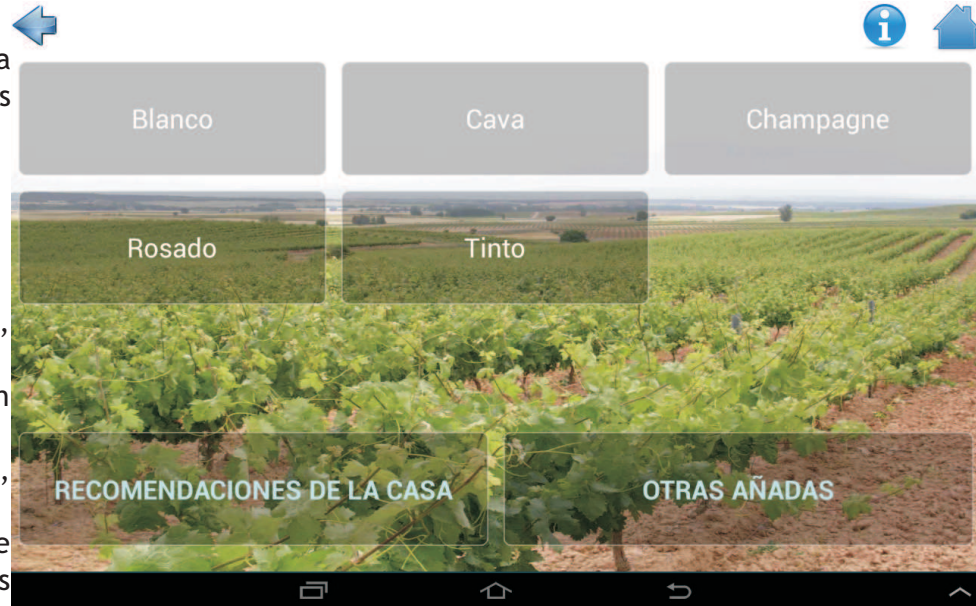 a
s
Blanco Cava Champagne
Rosado Tinto
,
n
RECOMENDACIONES DE LA CASA OTRAS AÑADAS
,
e
s